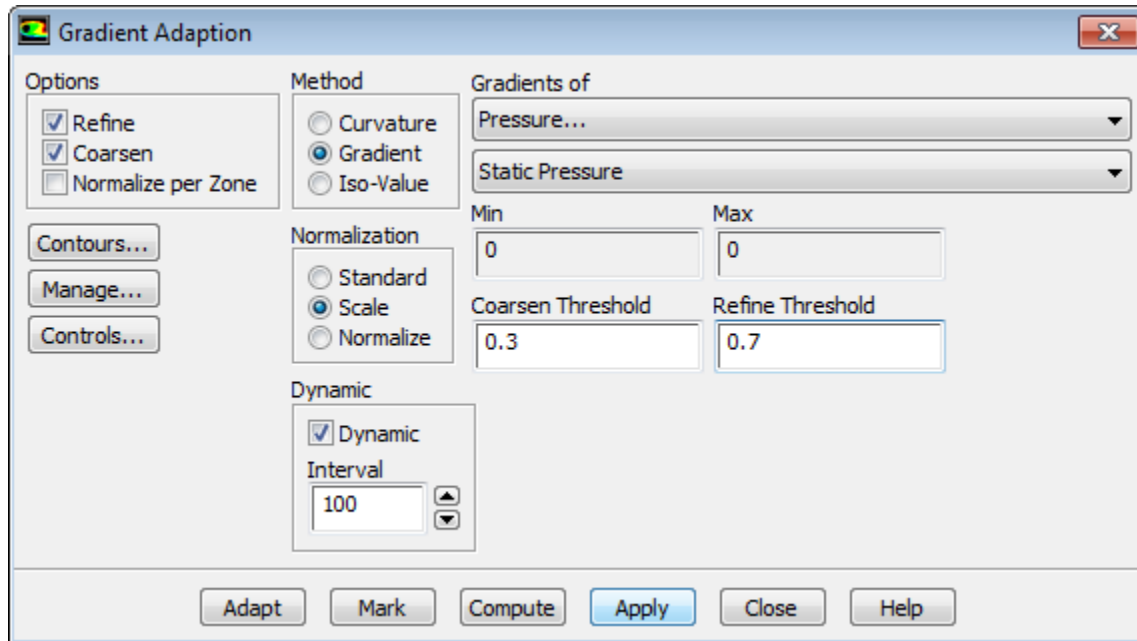 Gradient Adaption
Options
Refine
Coarsen
Normalize per Zone
Contours...
Manage...
Controls...
Method
Curvature
Gradient
Iso-Value
Normalization
Standard
Scale
Normalize
Dynamic
Dynamic
Interval
100
Gradients of
Pressure...
Static Pressure
Min Max
0 0
Coarsen Threshold Refine Threshold
0.3 0.7
Adapt Mark Compute Apply Close Help